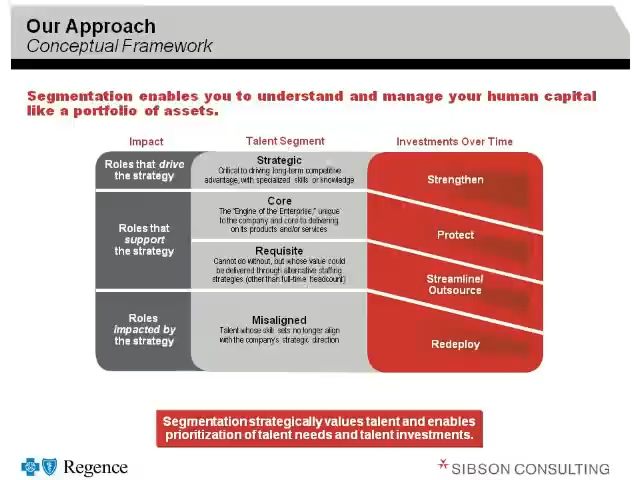 Our Approach
Conceptual Framework
Segmentation enables you to understand and manage your human capital
like a portfolio of assets.
Impact
Talent Segment
Investments Over Time
Roles that drive
the strategy
Strategic
Critical to driving long-term competitive
advantage, with specialized skills or knowledge
Strengthen
Roles that
support
the strategy
Core
The "Engine of the Enterprise," unique
to the company and core to delivering
on its products and/or services
Protect
Requisite
Cannot do without, but whose value could
be delivered through alternative staffing
strategies (other than full-time headcount)
Streamline/
Outsource
Roles
impacted by
the strategy
Misaligned
Talent whose skill sets no longer align
with the company's strategic direction
Redeploy
Segmentation strategically values talent and enables
prioritization of talent needs and talent investments.
Regence
SIBSON CONSULTING